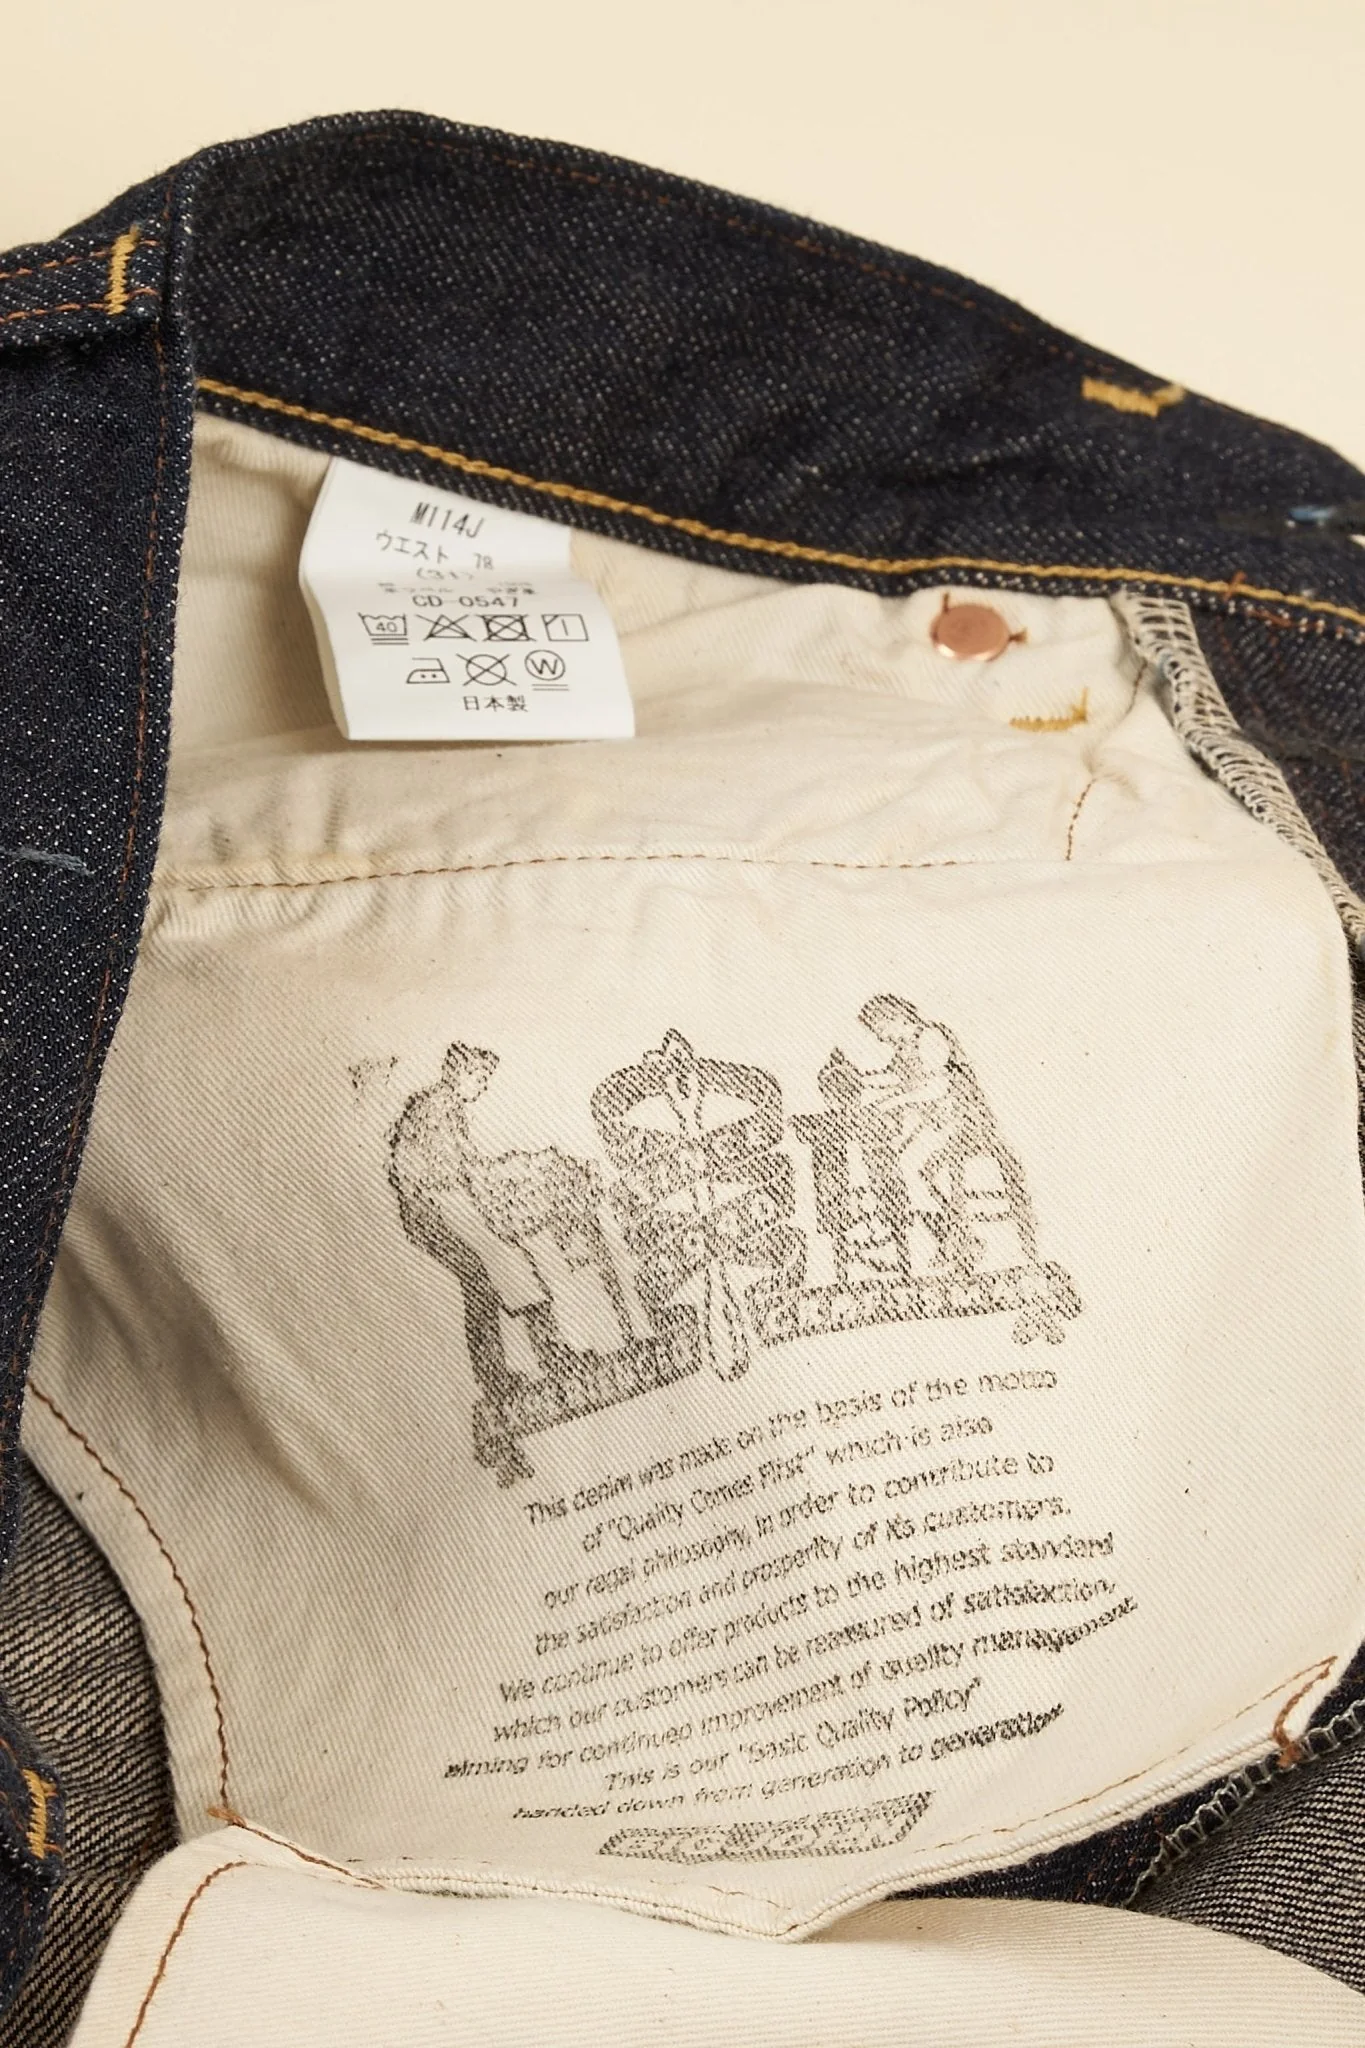 M114J
ウエスト 78
(31)
CD-0547
40
W
日本製
This denim was made on the basis of the motto
of "Quality Comes First" which is also
our regal philosophy, in order to contribute to
the satisfaction and prosperity of its customers.
We continue to offer products to the highest standard
which our customers can be reassured of satisfaction,
aiming for continued improvement of quality management.
This is our "Basic Quality Policy"
handed down from generation to generation